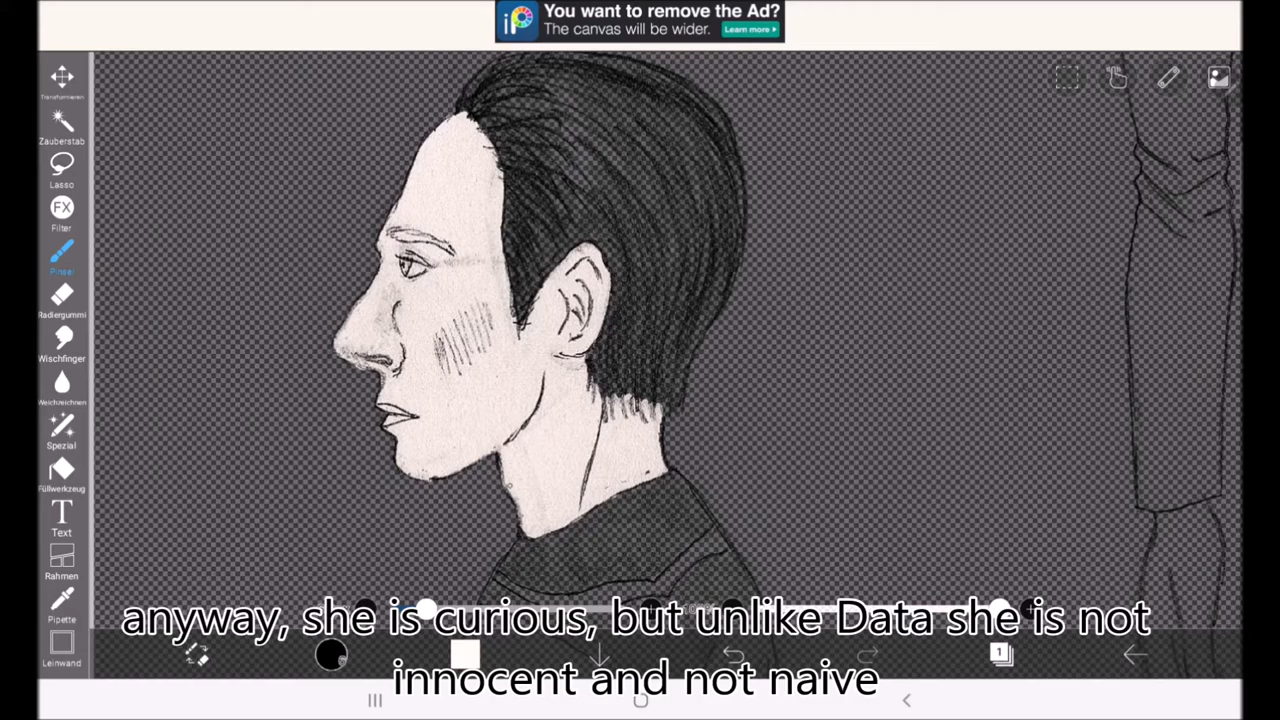 You want to remove the Ad?
The canvas will be wider.
Learn more
iP
Transformieren
Zauberstab
Lasso
FX
Filter
Pinsel
Radiergummi
Wischfinger
Weichzeichnen
Spezial
Füllwerkzeug
T
Text
Rahmen
Pipette
Leinwand
1
anyway, she is curious, but unlike Data she is not
innocent and not naive